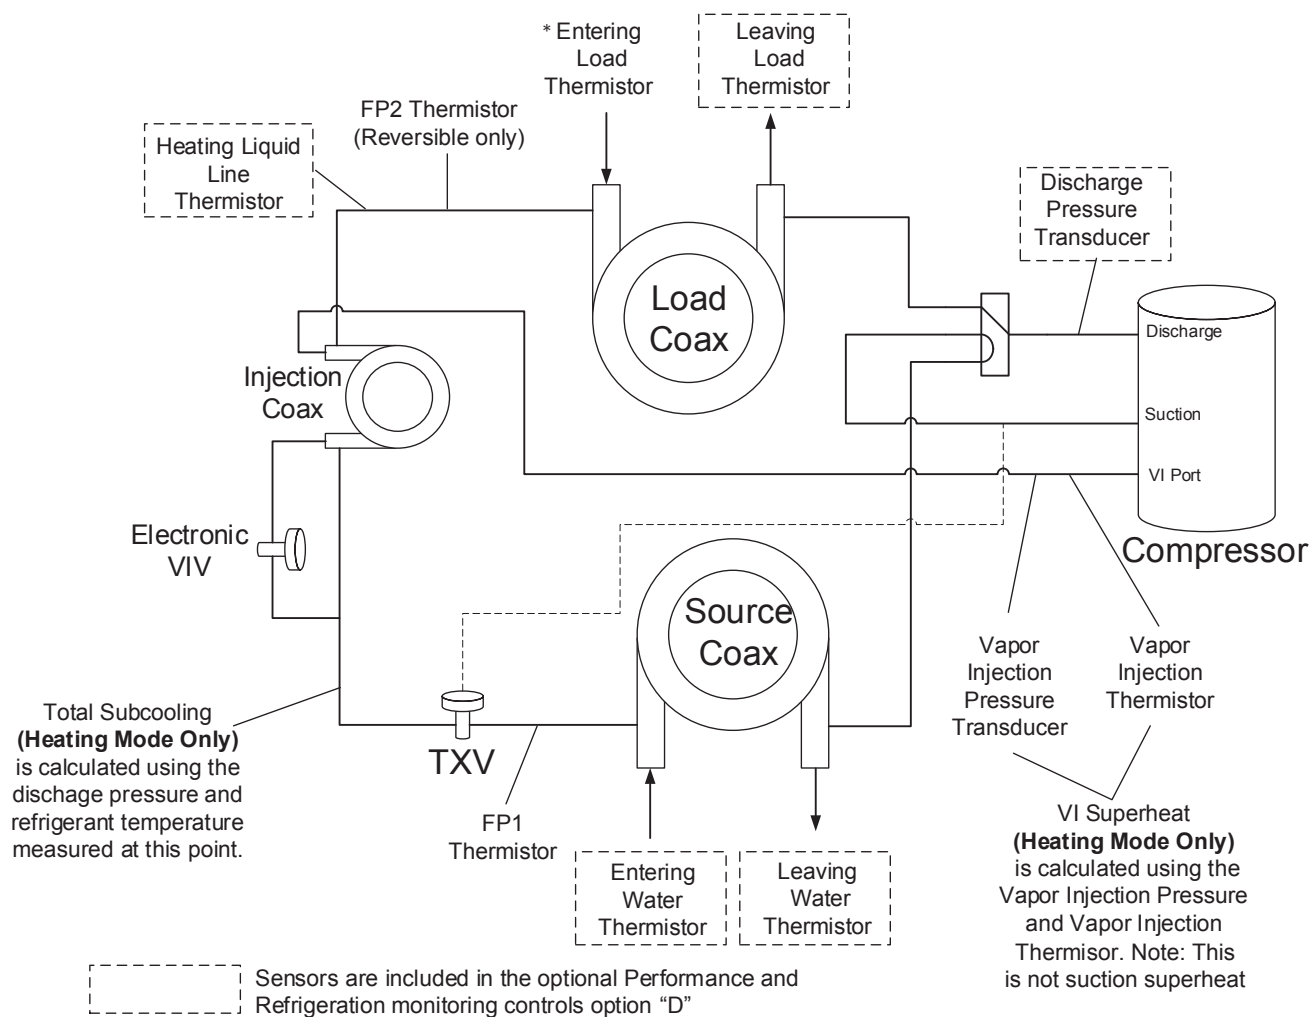 * Entering
Load
Thermistor
Leaving
Load
Thermistor
FP2 Thermistor
(Reversible only)
Heating Liquid
Line
Thermistor
Discharge
Pressure
Transducer
Load
Coax
Discharge
Suction
VI Port
Compressor
Injection
Coax
Electronic
VIV
Source
Coax
Vapor
Injection
Pressure
Transducer
Vapor
Injection
Thermistor
Total Subcooling
(Heating Mode Only)
is calculated using the
dischage pressure and
refrigerant temperature
measured at this point.
TXV
FP1
Thermistor
Entering
Water
Thermistor
Leaving
Water
Thermistor
VI Superheat
(Heating Mode Only)
is calculated using the
Vapor Injection Pressure
and Vapor Injection
Thermisor. Note: This
is not suction superheat
Sensors are included in the optional Performance and
Refrigeration monitoring controls option “D”